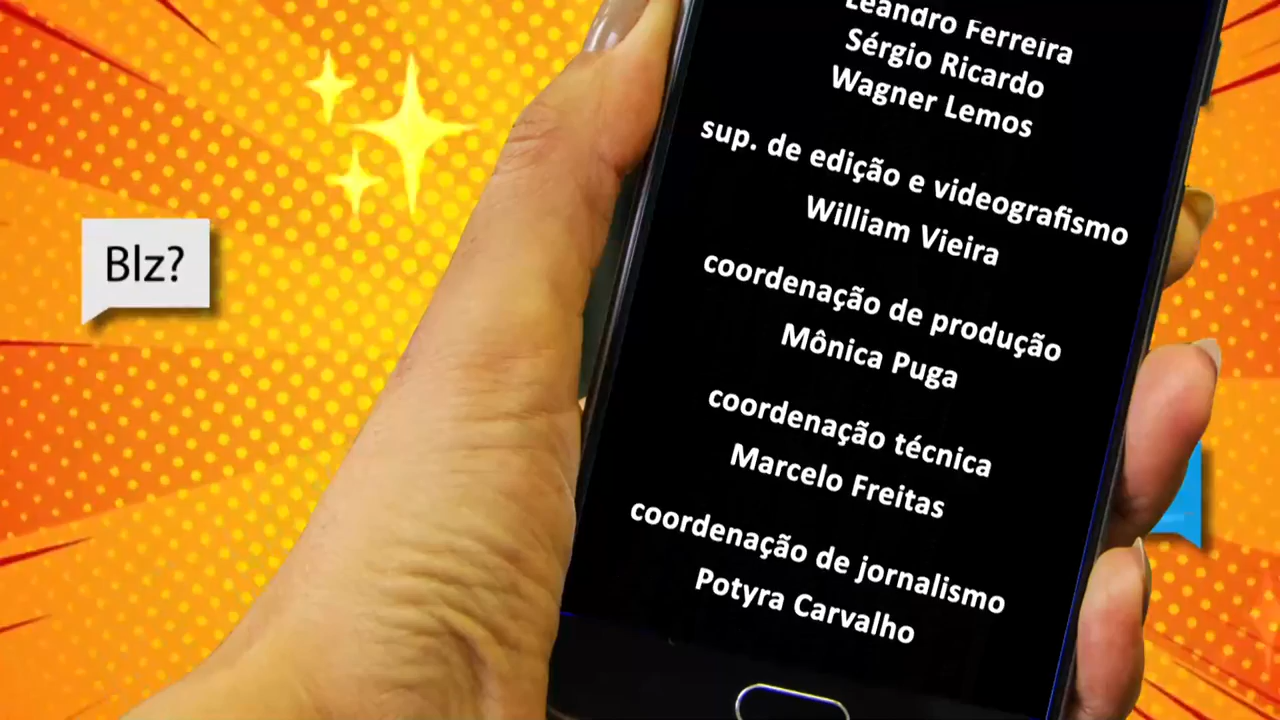 Leandro Ferreira
Sérgio Ricardo
Wagner Lemos
sup. de edição e videografismo
William Vieira
coordenação de produção
Mônica Puga
coordenação técnica
Marcelo Freitas
coordenação de jornalismo
Potyra Carvalho
Blz?